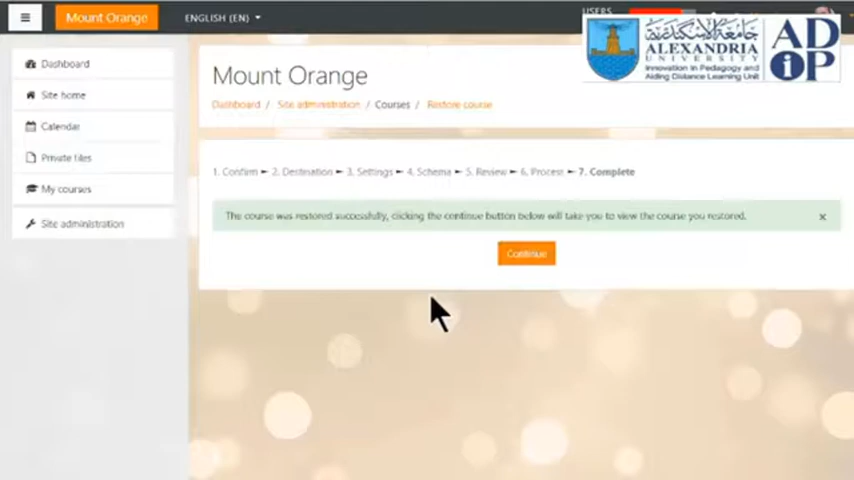 Mount Orange
ENGLISH (EN)
USERS
جامعة الإسكندرية
ALEXANDRIA
UNIVERSITY
Innovation in Pedagogy and
Aiding Distance Learning Unit
AD
iP
Dashboard
Site home
Calendar
Private files
My courses
Site administration
Mount Orange
Dashboard / Site administration / Courses / Restore course
1. Confirm ► 2. Destination ► 3. Settings ► 4. Schema ► 5. Review ► 6. Process ► 7. Complete
The course was restored successfully, clicking the continue button below will take you to view the course you restored.
×
Continue